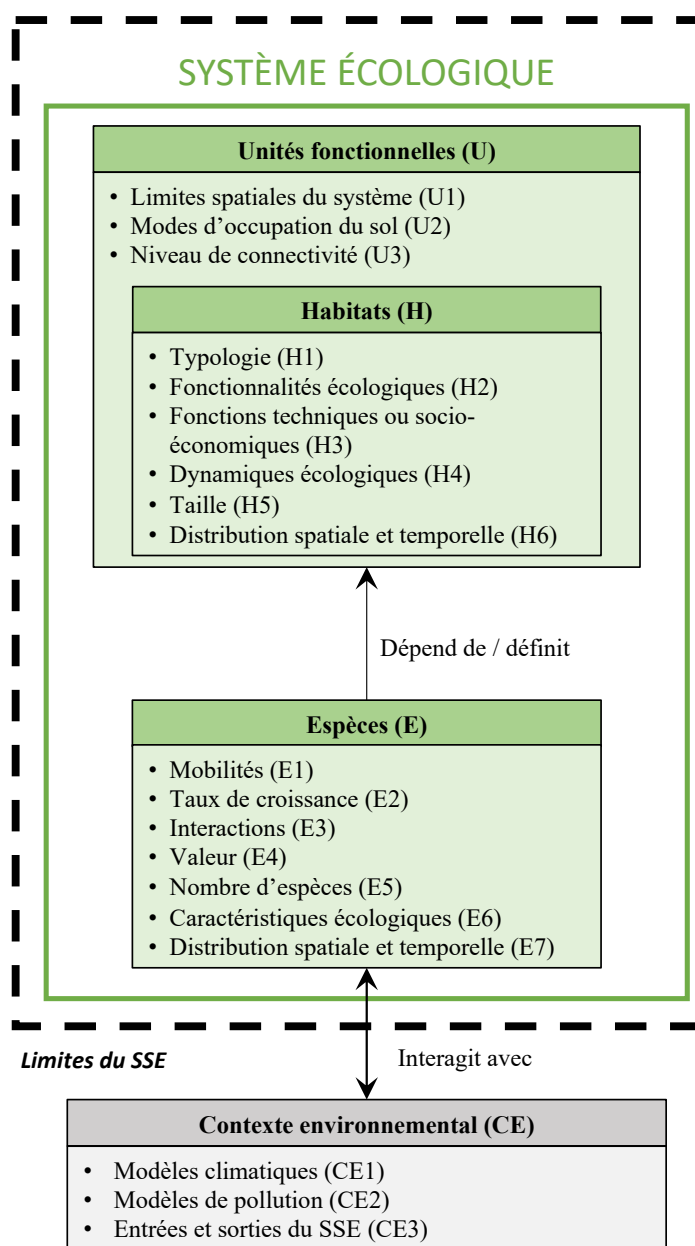 SYSTÈME ÉCOLOGIQUE
Unités fonctionnelles (U)
• Limites spatiales du système (U1)
• Modes d’occupation du sol (U2)
• Niveau de connectivité (U3)
Habitats (H)
• Typologie (H1)
• Fonctionnalités écologiques (H2)
• Fonctions techniques ou socio-
économiques (H3)
• Dynamiques écologiques (H4)
• Taille (H5)
• Distribution spatiale et temporelle (H6)
Dépend de / définit
Espèces (E)
• Mobilités (E1)
• Taux de croissance (E2)
• Interactions (E3)
• Valeur (E4)
• Nombre d’espèces (E5)
• Caractéristiques écologiques (E6)
• Distribution spatiale et temporelle (E7)
Limites du SSE
Interagit avec
Contexte environnemental (CE)
• Modèles climatiques (CE1)
• Modèles de pollution (CE2)
• Entrées et sorties du SSE (CE3)